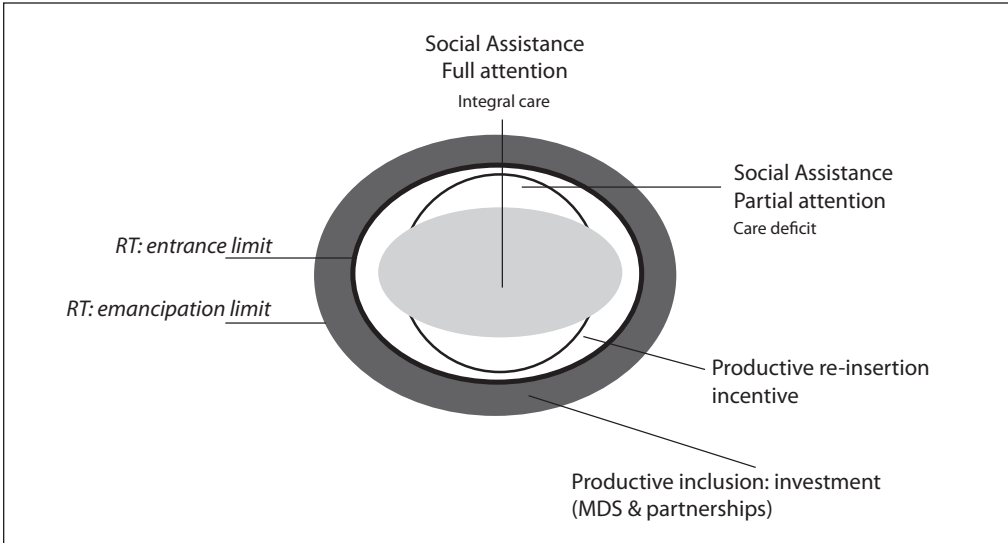 Social Assistance
Full attention
Integral care
Social Assistance
Partial attention
Care deficit
RT: entrance limit
RT: emancipation limit
Productive re-insertion
incentive
Productive inclusion: investment
(MDS & partnerships)